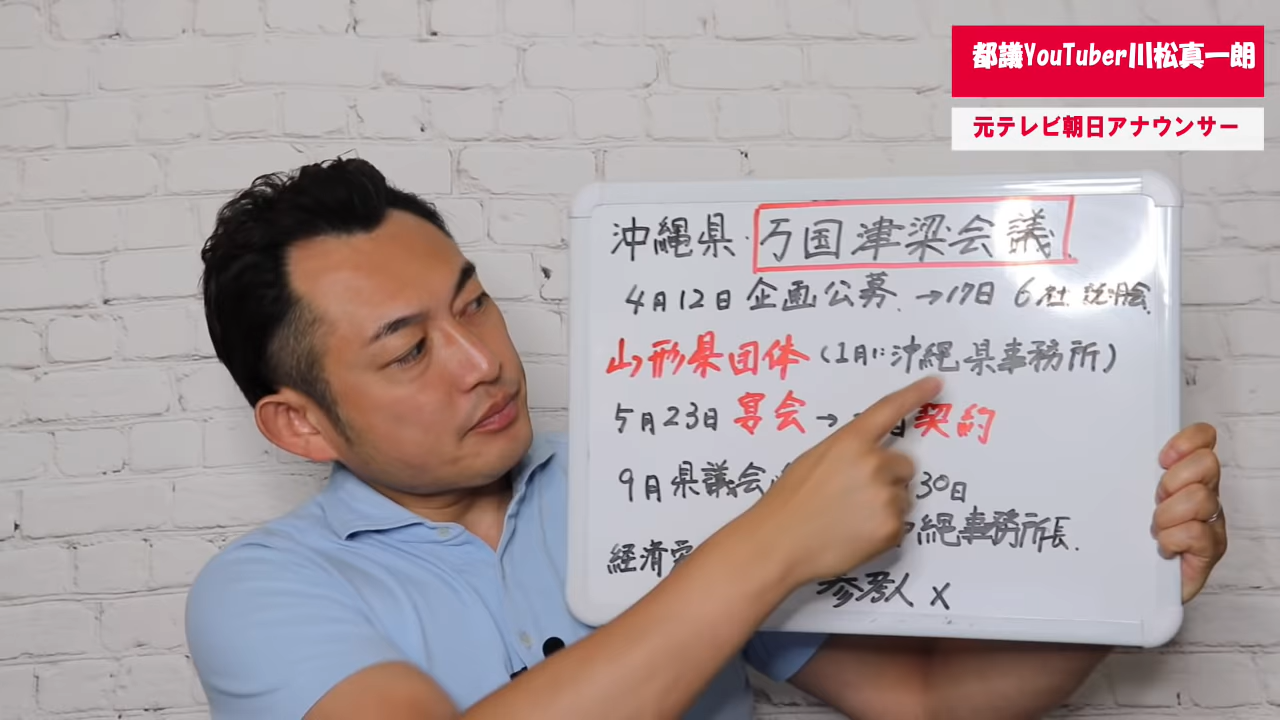 都議YouTuber川松真一朗
元テレビ朝日アナウンサー
沖縄県・万国津梁会議
4月12日 企画公募 →17日 6社 説明会
山形県団体 (1月に沖縄県事務所)
5月23日 宴会→ 日契約
9月県議会 30日
縄事務所長.
経済
参考人 X